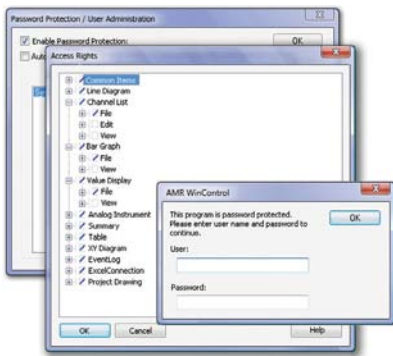 Password Protection / User Administration
Enable Password Protection:
OK
Access Rights
Common Items
Line Diagram
Channel List
File
Edit
View
Bar Graph
File
View
Value Display
File
View
Analog Instrument
Summary
Table
XY Diagram
EventLog
ExcelConnection
Project Drawing
OK
Cancel
Help
AMR WinControl
This program is password protected.
Please enter user name and password to
continue.
OK
User:
Password: